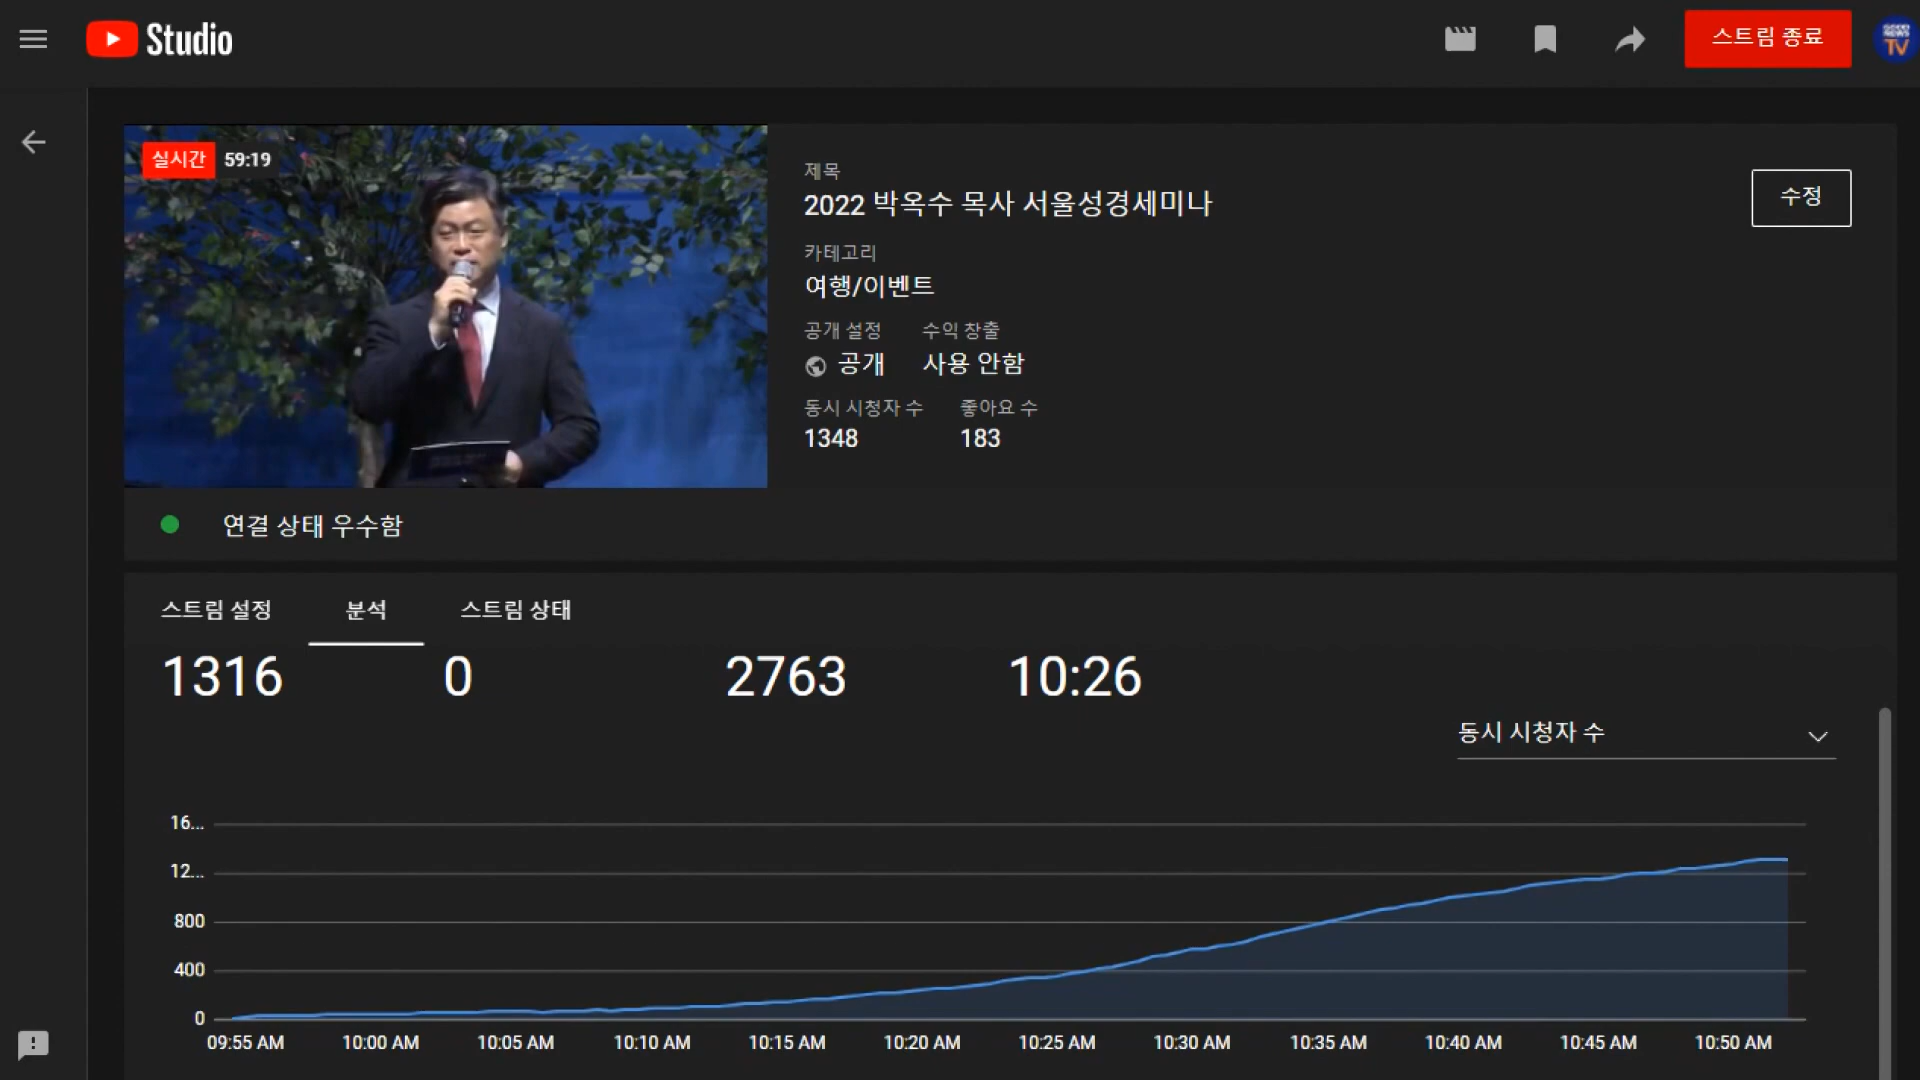 Studio
스트림 종료
GOOD NEWS TV
실시간 59:19
제목
2022 박옥수 목사 서울성경세미나
수정
카테고리
여행/이벤트
공개 설정 수익 창출
공개 사용 안함
동시 시청자 수 좋아요 수
1348 183
연결 상태 우수함
스트림 설정 분석 스트림 상태
1316 0 2763 10:26
동시 시청자 수
16...
12...
800
400
0
09:55 AM 10:00 AM 10:05 AM 10:10 AM 10:15 AM 10:20 AM 10:25 AM 10:30 AM 10:35 AM 10:40 AM 10:45 AM 10:50 AM